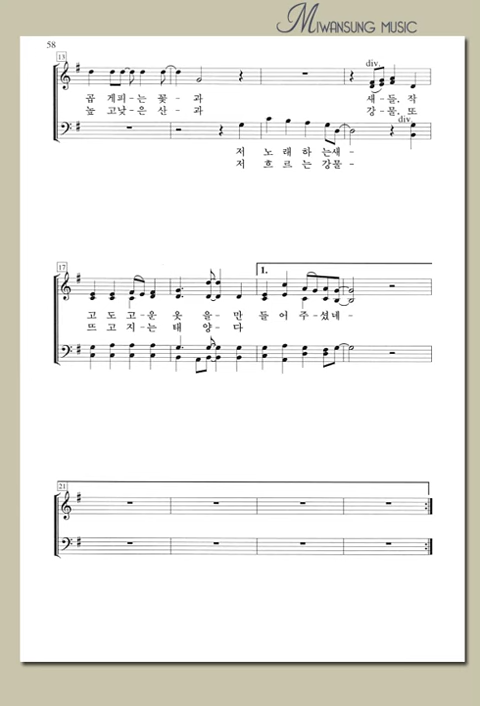 MIWANSUNG MUSIC
58
13
div.
곱 게피-는 꽃-과 새-들, 작
높 고낮-은 산-과 강-물, 또
div.
저 노 래 하 는새-
저 흐 르 는 강물-
17
1.
고 도 고-운 옷 을-만 들 어 주-셨네-
뜨 고 지-는 태 양-다
21